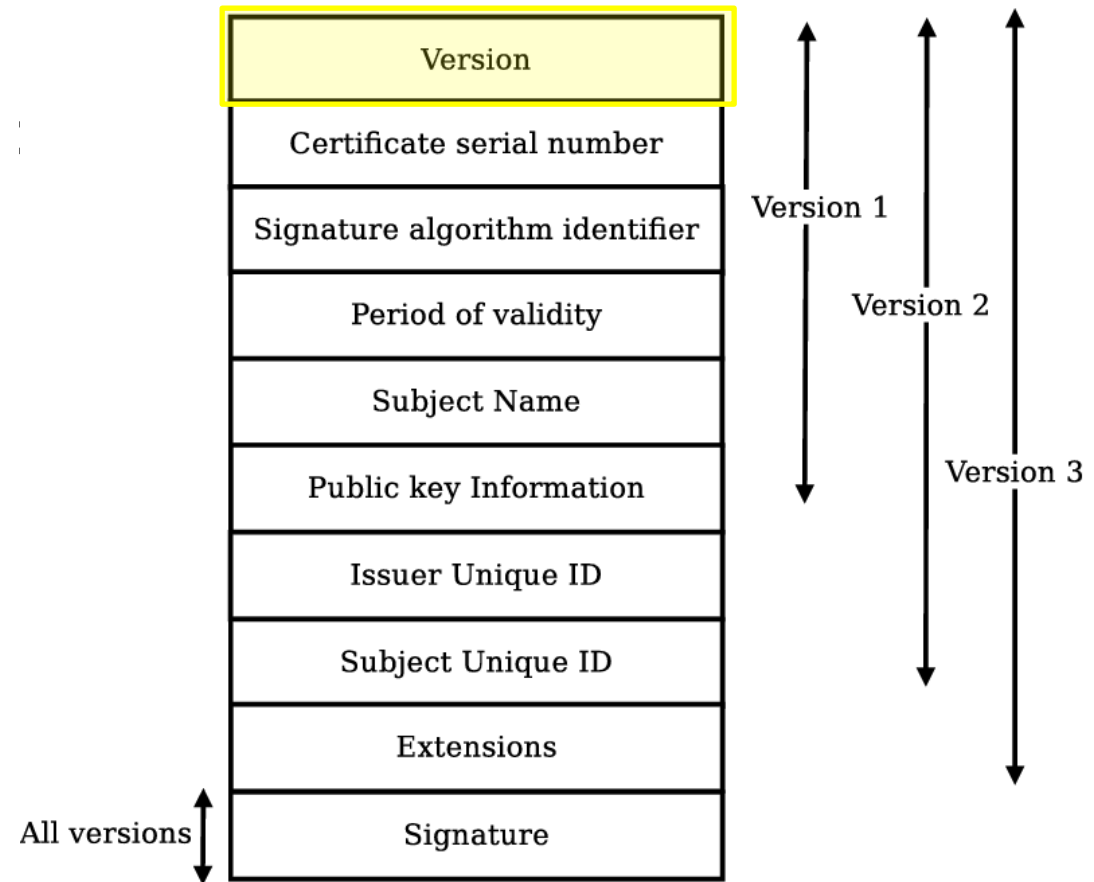 Version
Certificate serial number
Signature algorithm identifier
Period of validity
Subject Name
Public key Information
Issuer Unique ID
Subject Unique ID
Extensions
Signature
Version 1
Version 2
Version 3
All versions